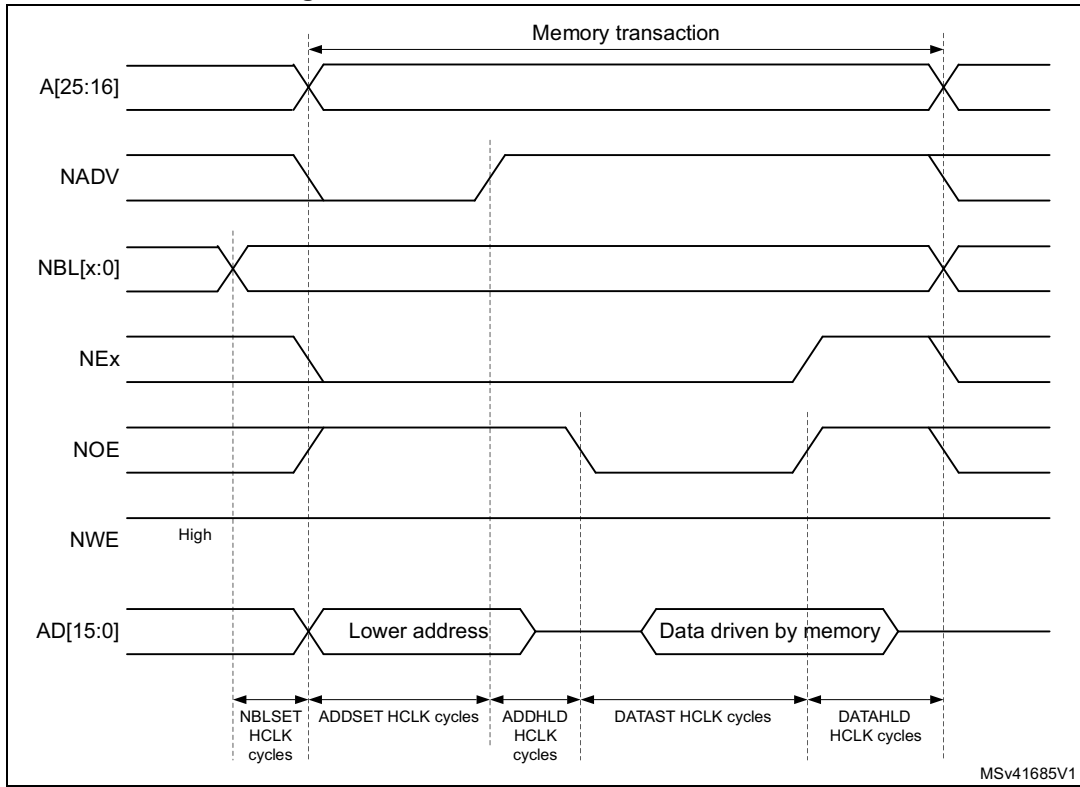 Memory transaction
A[25:16]
NADV
NBL[x:0]
NEx
NOE
NWE
High
AD[15:0]
Lower address
Data driven by memory
NBLSET
HCLK
cycles
ADDSET HCLK cycles
ADDHLD
HCLK
cycles
DATAST HCLK cycles
DATAHLD
HCLK cycles
MSv41685V1